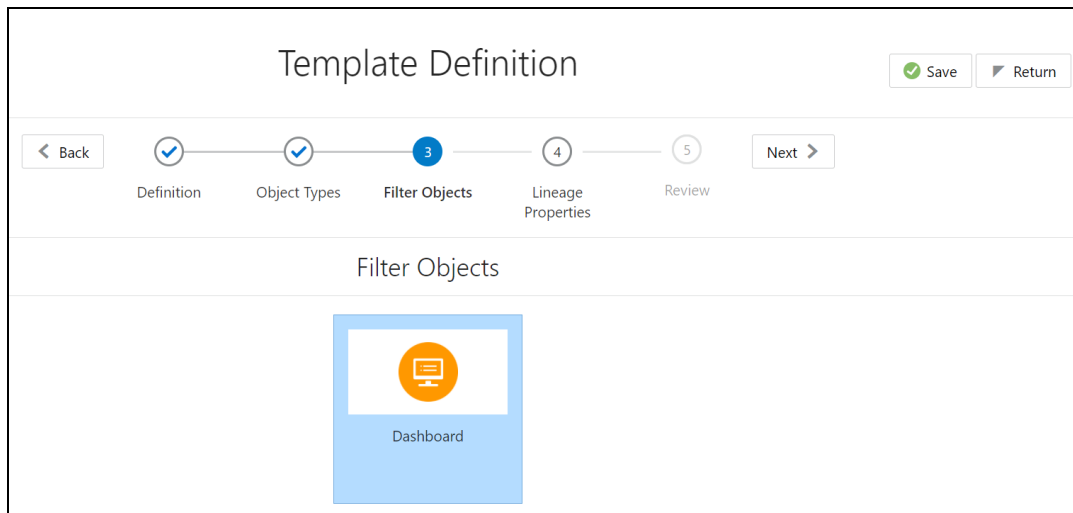 Template Definition
Save
Return
Back
3
4
5
Next
Definition
Object Types
Filter Objects
Lineage
Properties
Review
Filter Objects
Dashboard